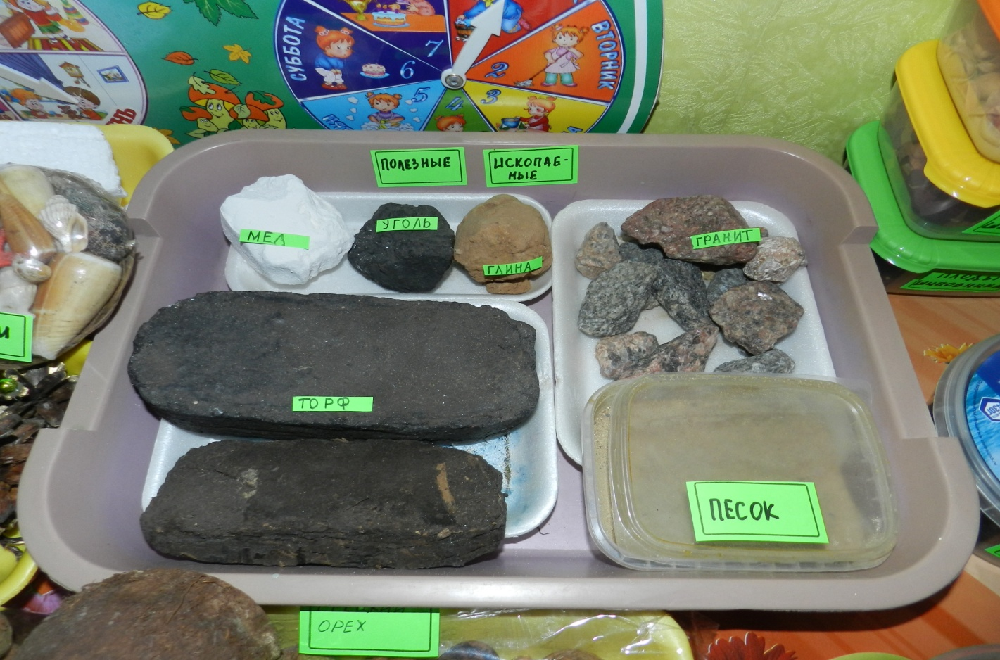 СУББОТА
ВТОРНИК
7
6
5
4
3
2
ПОЛЕЗНЫЕ
ИСКОПАЕ-
МЫЕ
МЕЛ
УГОЛЬ
ГЛИНА
ГРАНИТ
ТОРФ
ПЕСОК
ОРЕХ